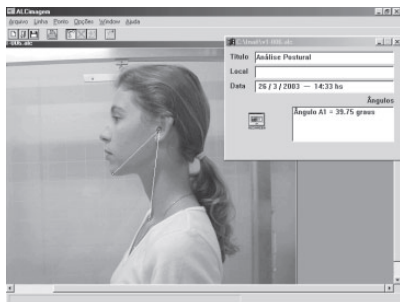 ALCimagem
Arquivo Linha Ponto Opções Window Ajuda
Título Análise Postural
Local
Data 26 / 3 / 2003 — 14:33 hs
Ângulos
Ângulo A1 = 39.75 graus